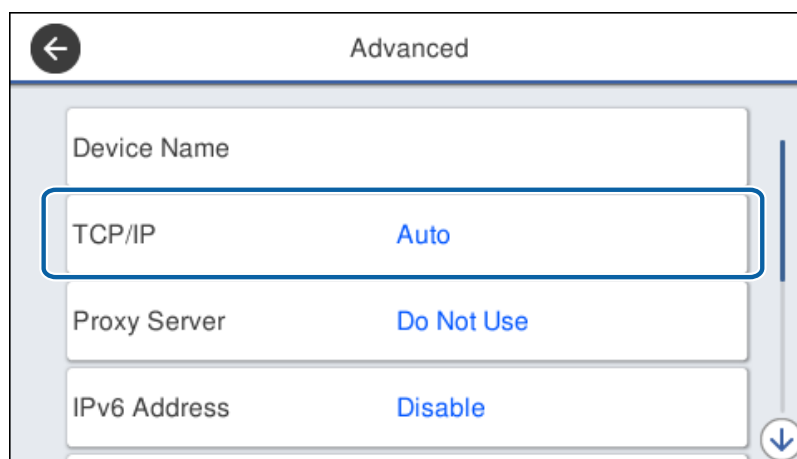 Advanced
Device Name
TCP/IP Auto
Proxy Server Do Not Use
IPv6 Address Disable